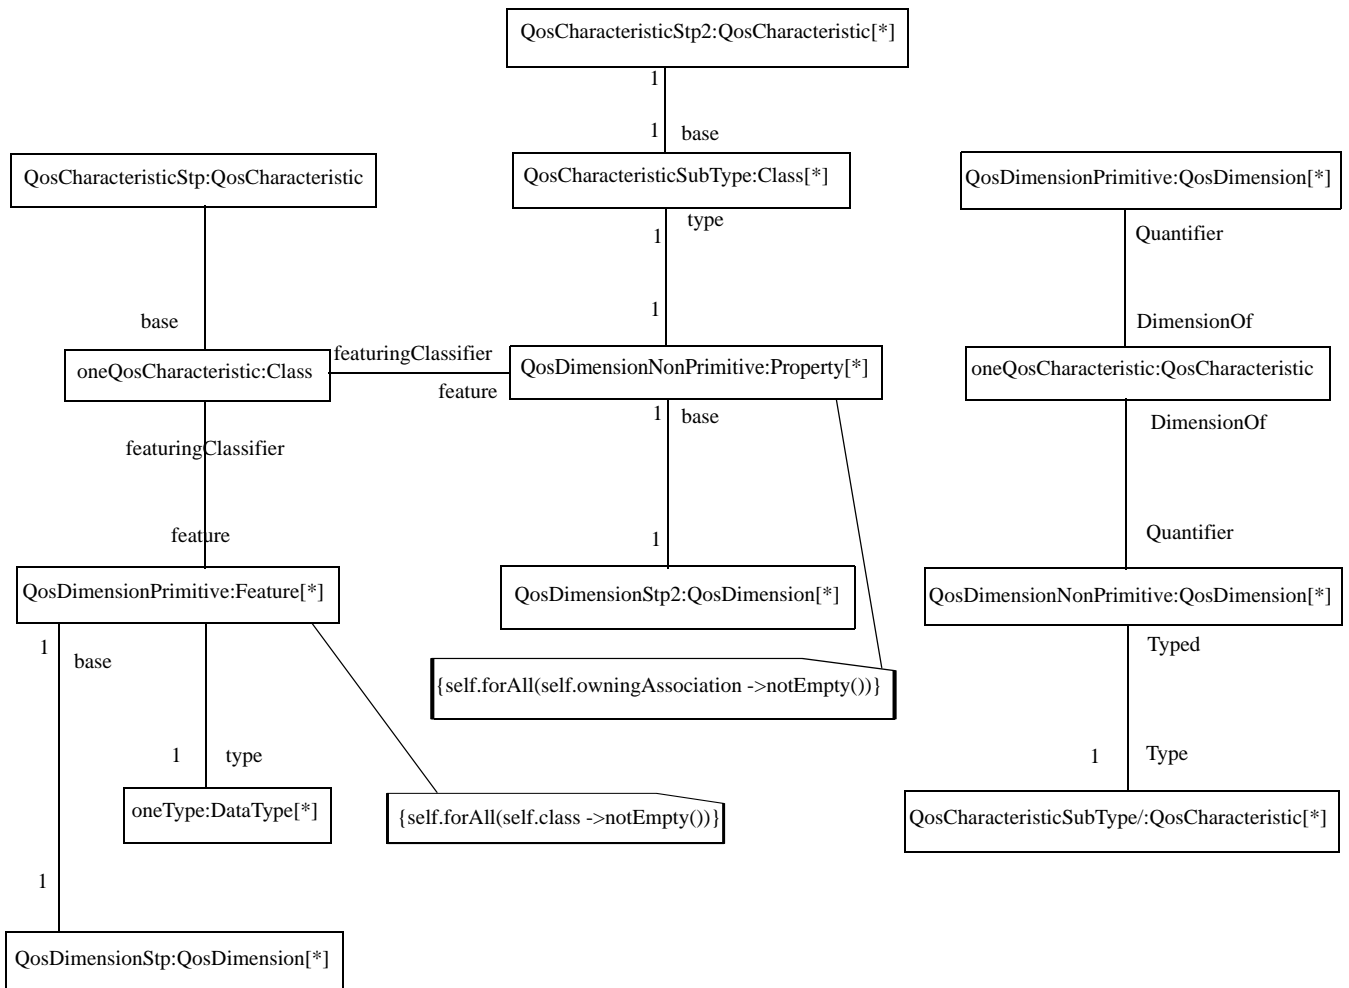 QosCharacteristicStp2:QosCharacteristic[*]
1
1
base
QosCharacteristicStp:QosCharacteristic
QosCharacteristicSubType:Class[*]
QosDimensionPrimitive:QosDimension[*]
type
1
Quantifier
1
base
DimensionOf
featuringClassifier
oneQosCharacteristic:Class
QosDimensionNonPrimitive:Property[*]
oneQosCharacteristic:QosCharacteristic
feature
1
base
DimensionOf
featuringClassifier
feature
1
Quantifier
QosDimensionPrimitive:Feature[*]
QosDimensionStp2:QosDimension[*]
QosDimensionNonPrimitive:QosDimension[*]
1
base
Typed
{self.forAll(self.owningAssociation ->notEmpty())}
1
type
1
Type
oneType:DataType[*]
{self.forAll(self.class ->notEmpty())}
QosCharacteristicSubType/:QosCharacteristic[*]
1
QosDimensionStp:QosDimension[*]